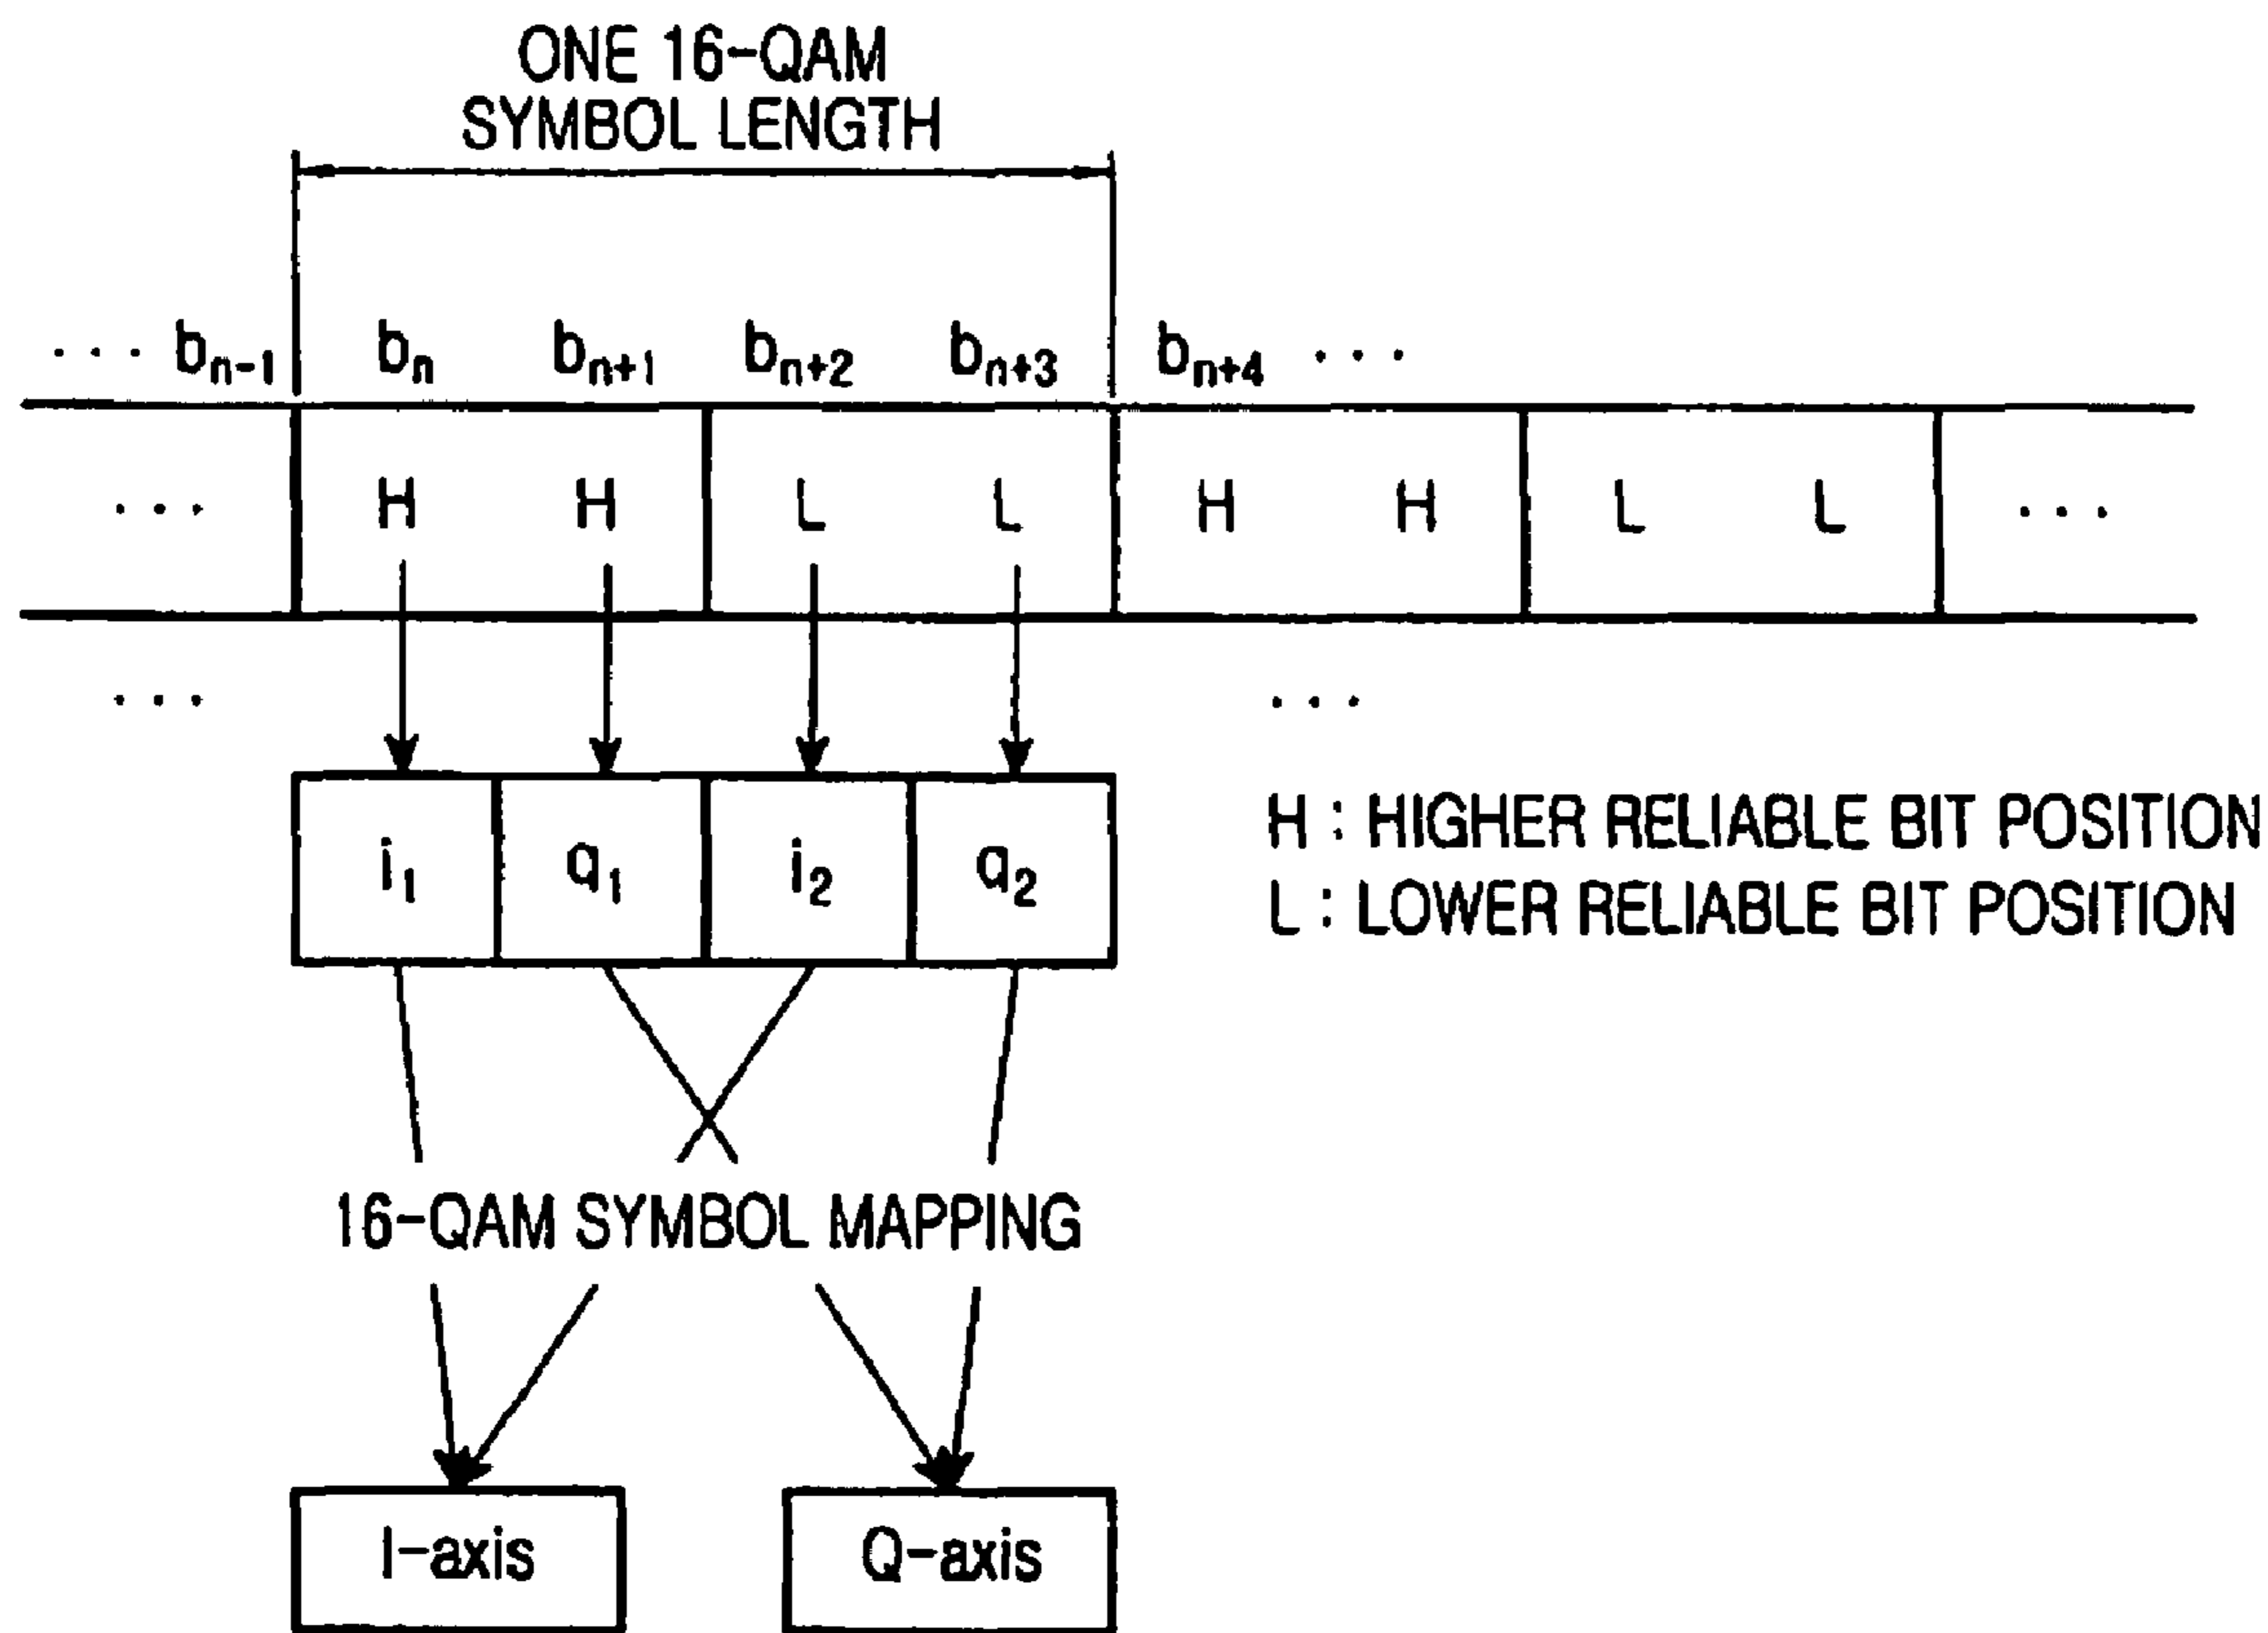 ONE 16-QAM
SYMBOL LENGTH
... bₙ₋₁ bₙ bₙ₊₁ bₙ₊₂ bₙ₊₃ bₙ₊₄ ...
... H H L L H H L L ...
... ...
i₁ q₁ i₂ q₂
H : HIGHER RELIABLE BIT POSITION
L : LOWER RELIABLE BIT POSITION
16-QAM SYMBOL MAPPING
I-axis Q-axis